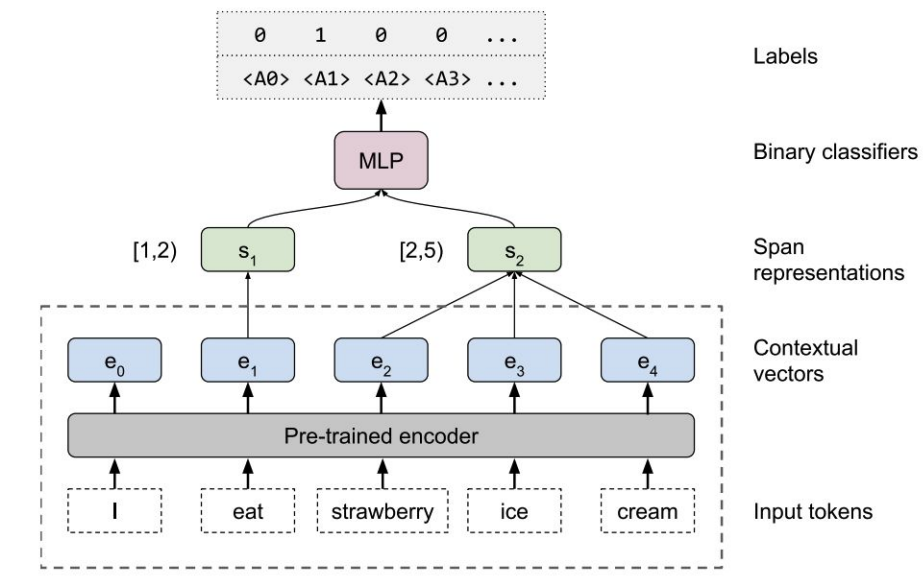 0 1 0 0 ...
<A0> <A1> <A2> <A3> ...
Labels
MLP
Binary classifiers
[1,2) s1 [2,5) s2
Span
representations
e0 e1 e2 e3 e4
Contextual
vectors
Pre-trained encoder
I eat strawberry ice cream
Input tokens